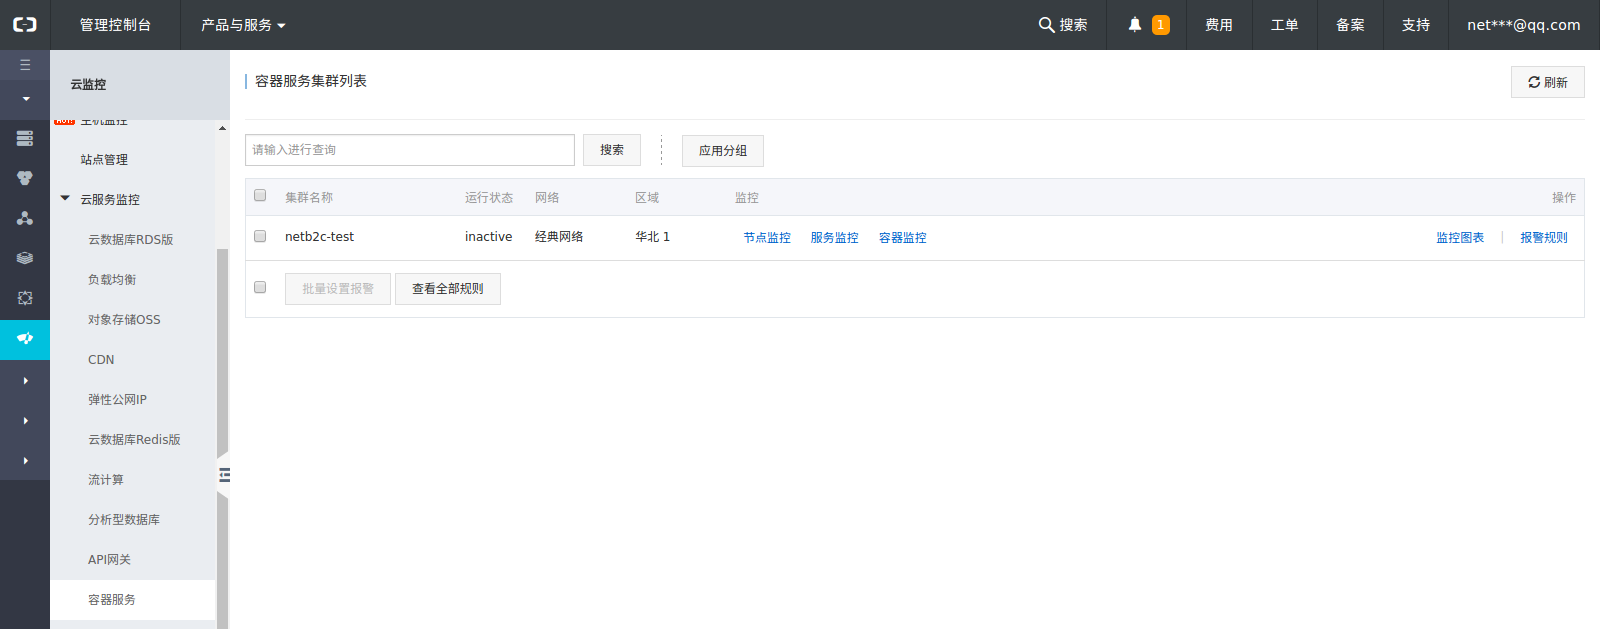 管理控制台 产品与服务 搜索 1 费用 工单 备案 支持 net***@qq.com
云监控
容器服务集群列表 刷新
主机监控
站点管理
云服务监控
云数据库RDS版
负载均衡
对象存储OSS
CDN
弹性公网IP
云数据库Redis版
流计算
分析型数据库
API网关
容器服务
请输入进行查询 搜索 应用分组
集群名称 运行状态 网络 区域 监控 操作
netb2c-test inactive 经典网络 华北 1 节点监控 服务监控 容器监控 监控图表 | 报警规则
批量设置报警 查看全部规则